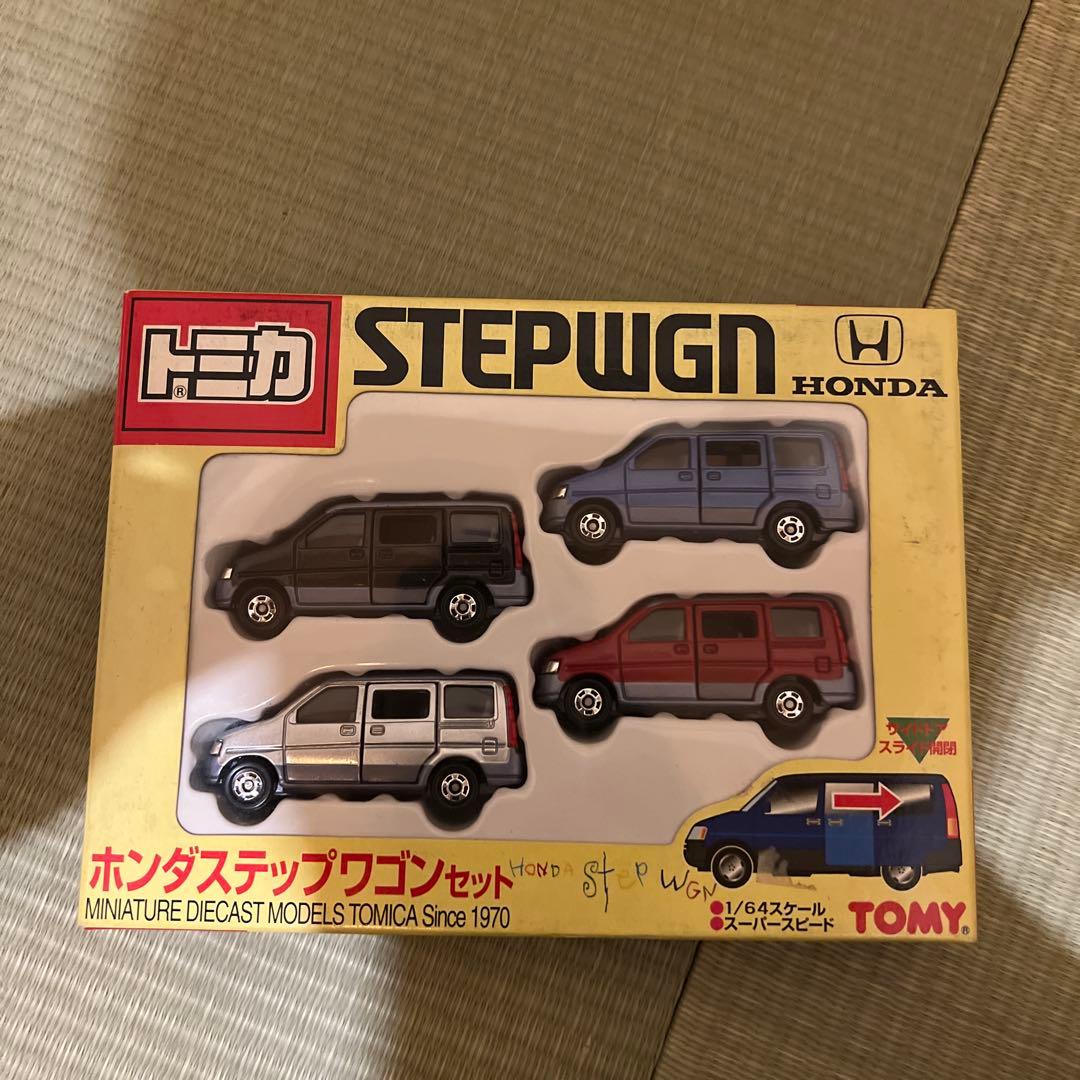 トミカ®
STEPWGN
HONDA
サイドドア
スライド開閉
ホンダステップワゴンセット
HONDA Step WGN
MINIATURE DIECAST MODELS TOMICA Since 1970
●1/64スケール
●スーパースピード
TOMY®